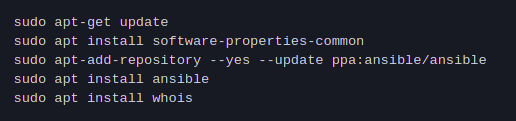 sudo apt-get update
sudo apt install software-properties-common
sudo apt-add-repository --yes --update ppa:ansible/ansible
sudo apt install ansible
sudo apt install whois